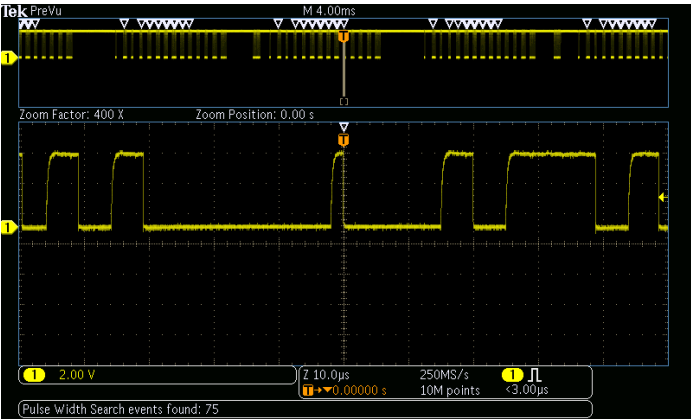 Tek PreVu M 4.00ms
1
T
Zoom Factor: 400 X Zoom Position: 0.00 s
T
1
1 2.00 V Z 10.0µs 250MS/s 1 
T→▼0.00000 s 10M points <3.00µs
Pulse Width Search events found: 75